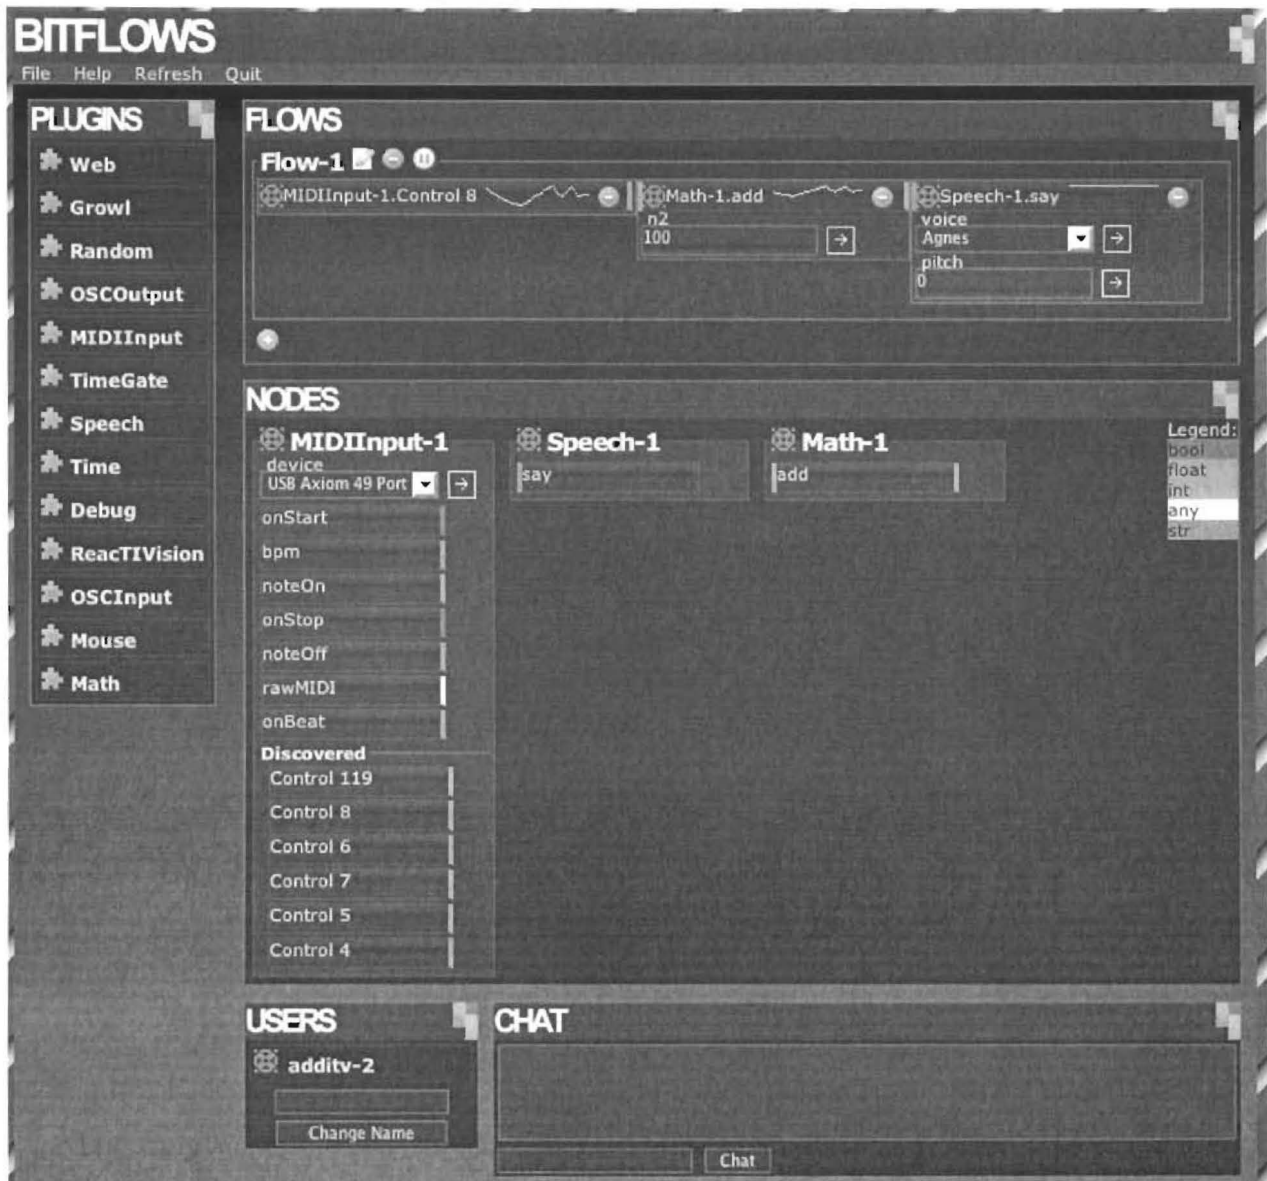 BITFLOWS
File Help Refresh Quit
PLUGINS
Web
Growl
Random
OSCOutput
MIDIInput
TimeGate
Speech
Time
Debug
ReacTIVision
OSCInput
Mouse
Math
FLOWS
Flow-1
MIDIInput-1.Control 8
Math-1.add
n2
100
Speech-1.say
voice
Agnes
pitch
0
NODES
MIDIInput-1
device
USB Axiom 49 Port
onStart
bpm
noteOn
onStop
noteOff
rawMIDI
onBeat
Discovered
Control 119
Control 8
Control 6
Control 7
Control 5
Control 4
Speech-1
say
Math-1
add
Legend:
bool
float
int
any
str
USERS
additv-2
Change Name
CHAT
Chat